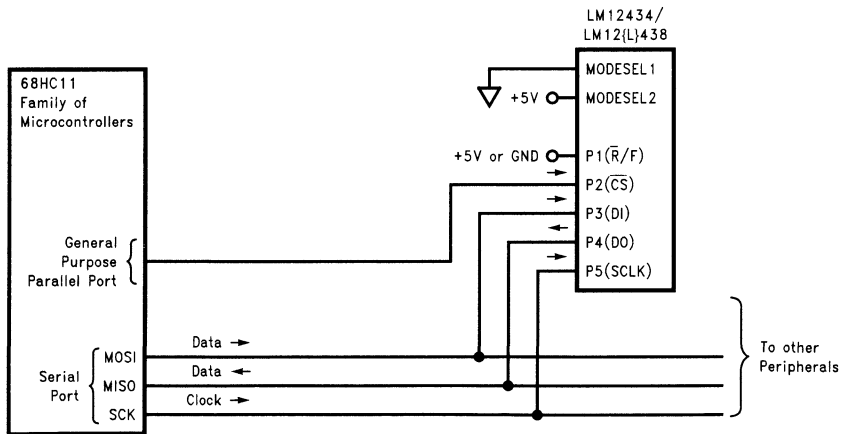 LM12434/
LM12{L}438
68HC11
Family of
Microcontrollers
MODESEL1
+5V
MODESEL2
+5V or GND
P1(R̅/F)
P2(C̅S̅)
P3(DI)
P4(DO)
P5(SCLK)
General
Purpose
Parallel Port
Serial
Port
MOSI
MISO
SCK
Data →
Data ←
Clock →
To other
Peripherals